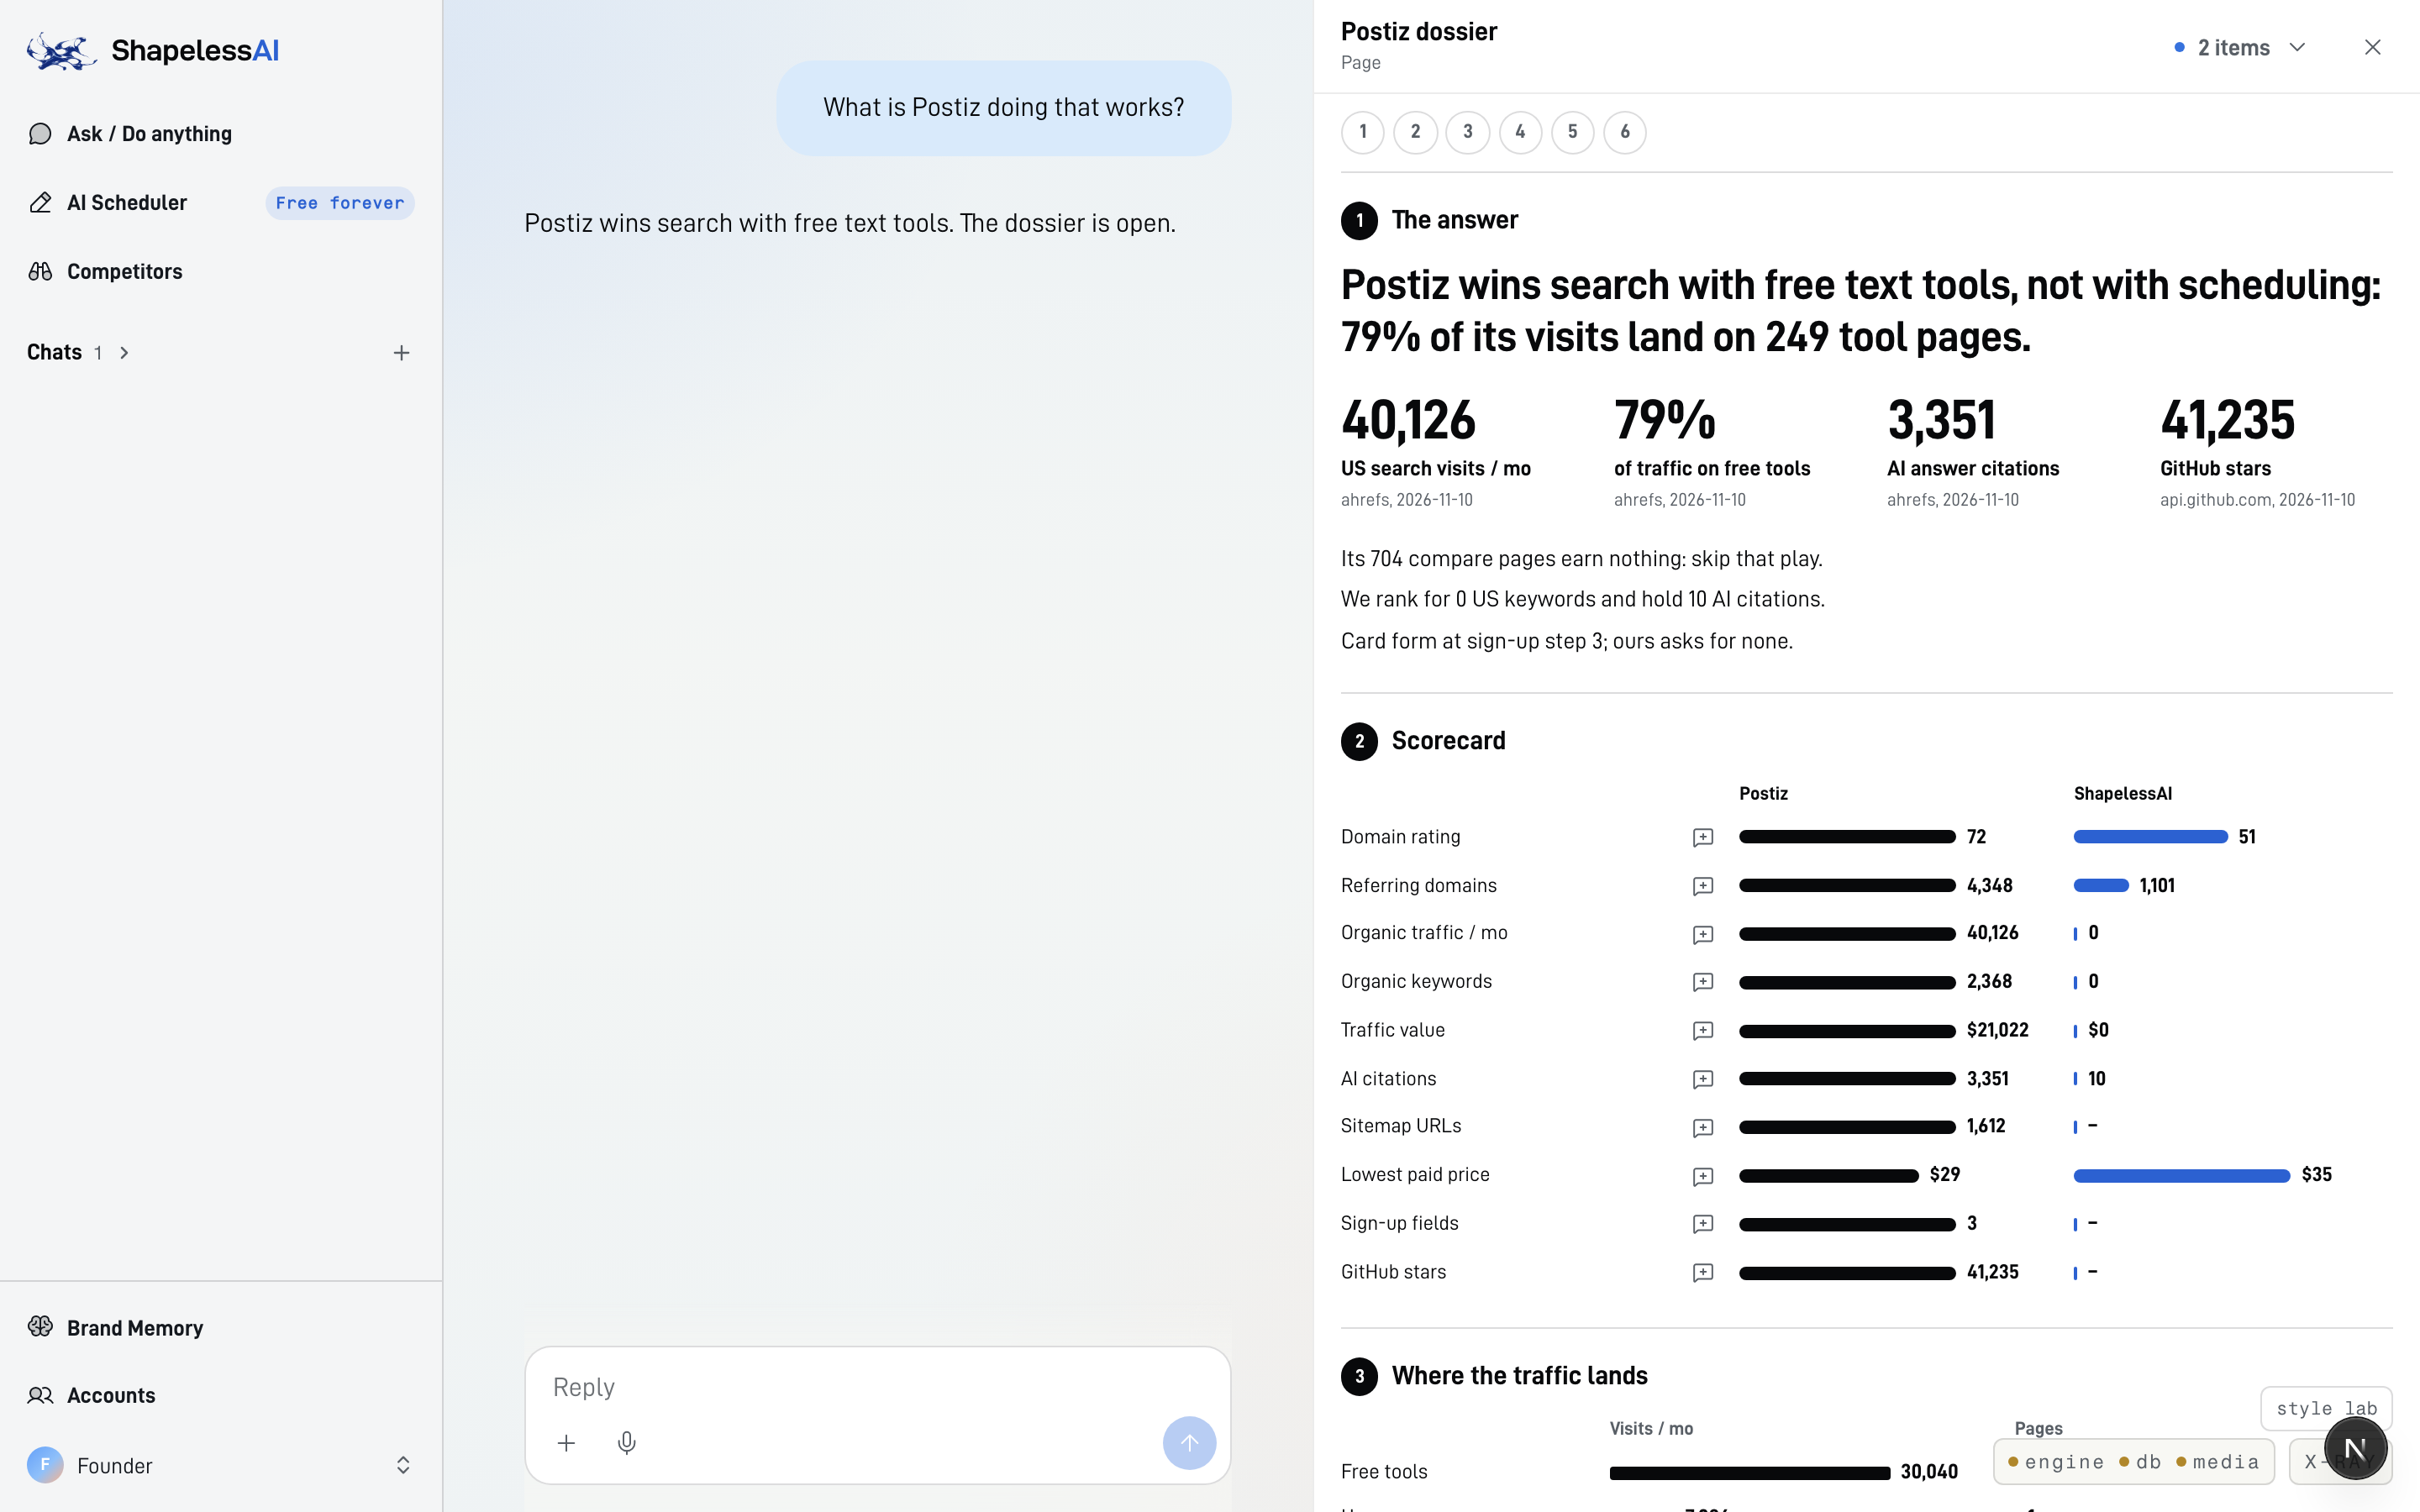 ShapelessAI
Ask / Do anything
AI Scheduler
Free forever
Competitors
Chats 1
Brand Memory
Accounts
F
Founder
What is Postiz doing that works?
Postiz wins search with free text tools. The dossier is open.
Reply
Postiz dossier
Page
2 items
1 2 3 4 5 6
1 The answer
Postiz wins search with free text tools, not with scheduling:
79% of its visits land on 249 tool pages.
40,126 79% 3,351 41,235
US search visits / mo of traffic on free tools AI answer citations GitHub stars
ahrefs, 2026-11-10 ahrefs, 2026-11-10 ahrefs, 2026-11-10 api.github.com, 2026-11-10
Its 704 compare pages earn nothing: skip that play.
We rank for 0 US keywords and hold 10 AI citations.
Card form at sign-up step 3; ours asks for none.
2 Scorecard
Postiz ShapelessAI
Domain rating 72 51
Referring domains 4,348 1,101
Organic traffic / mo 40,126 0
Organic keywords 2,368 0
Traffic value $21,022 $0
AI citations 3,351 10
Sitemap URLs 1,612 –
Lowest paid price $29 $35
Sign-up fields 3 –
GitHub stars 41,235 –
3 Where the traffic lands
style lab
Visits / mo Pages
engine db media
N
Free tools 30,040